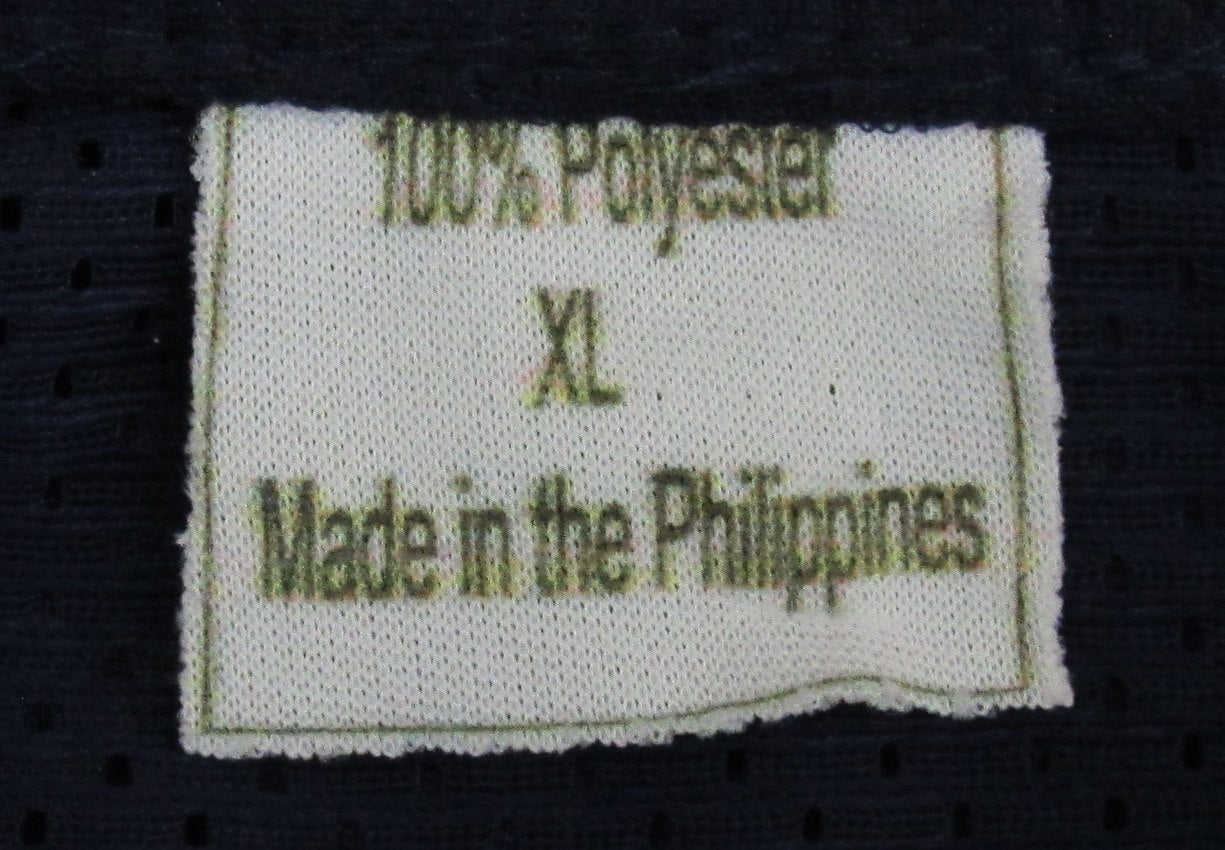 100% Polyester
XL
Made in the Philippines